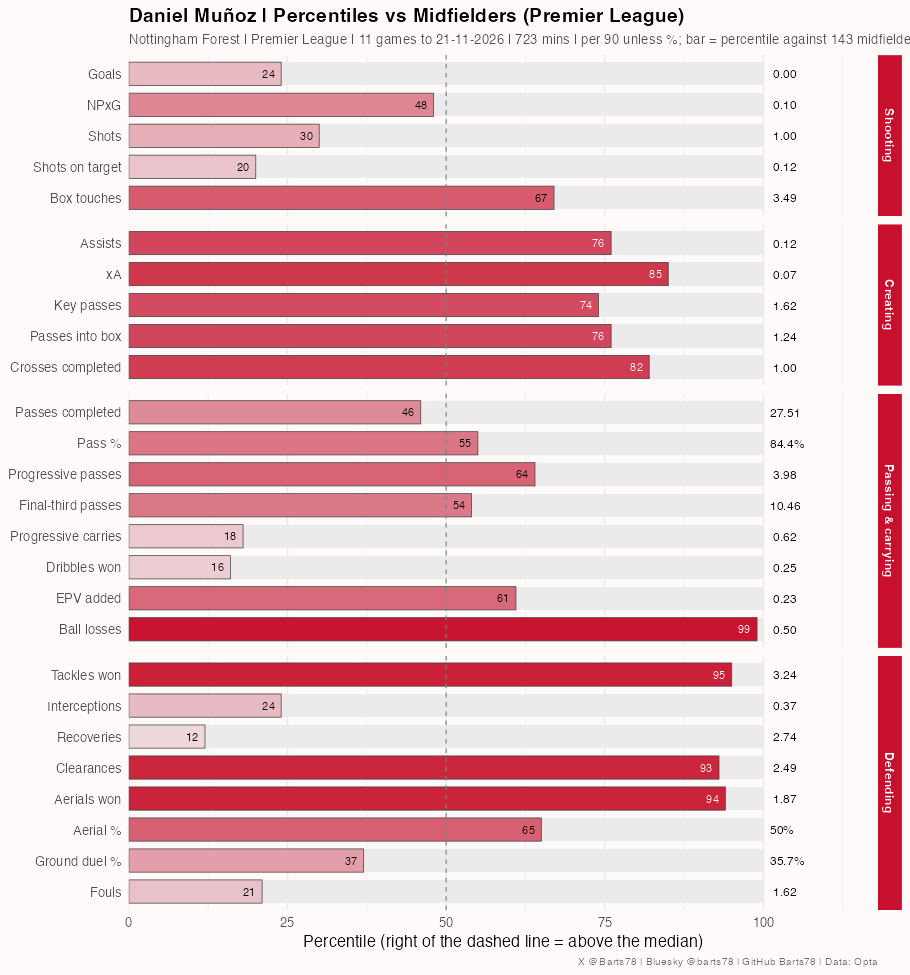 Daniel Muñoz | Percentiles vs Midfielders (Premier League)
Nottingham Forest | Premier League | 11 games to 21-11-2026 | 723 mins | per 90 unless %; bar = percentile against 143 midfielde
Goals 24 0.00
NPxG 48 0.10
Shots 30 1.00
Shots on target 20 0.12
Box touches 67 3.49
Shooting
Assists 76 0.12
xA 85 0.07
Key passes 74 1.62
Passes into box 76 1.24
Crosses completed 82 1.00
Creating
Passes completed 46 27.51
Pass % 55 84.4%
Progressive passes 64 3.98
Final-third passes 54 10.46
Progressive carries 18 0.62
Dribbles won 16 0.25
EPV added 61 0.23
Ball losses 99 0.50
Passing & carrying
Tackles won 95 3.24
Interceptions 24 0.37
Recoveries 12 2.74
Clearances 93 2.49
Aerials won 94 1.87
Aerial % 65 50%
Ground duel % 37 35.7%
Fouls 21 1.62
Defending
0 25 50 75 100
Percentile (right of the dashed line = above the median)
X @Barts78 | Bluesky @barts78 | GitHub Barts78 | Data: Opta